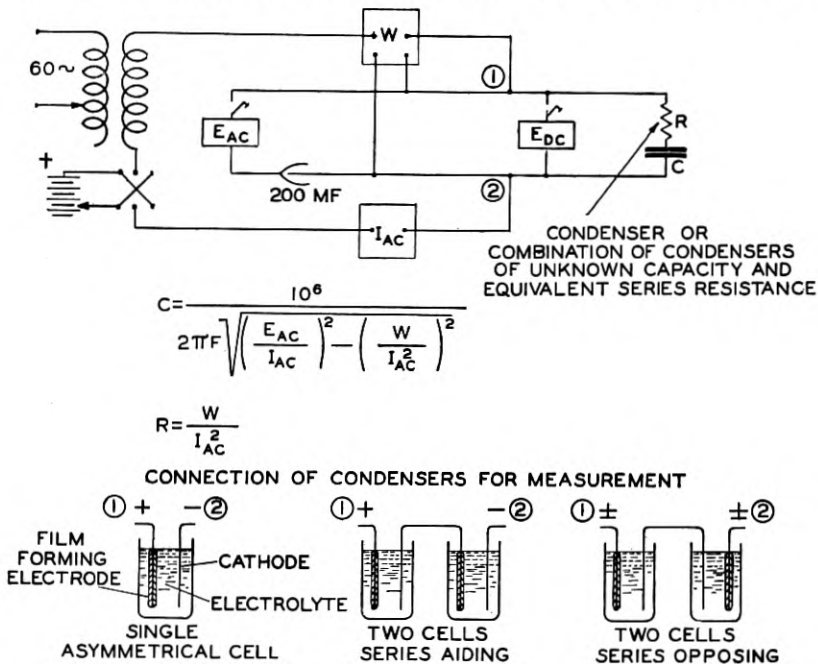 W
60~
①
E_AC
E_DC
R
C
+
200 MF
②
I_AC
CONDENSER OR
COMBINATION OF CONDENSERS
OF UNKNOWN CAPACITY AND
EQUIVALENT SERIES RESISTANCE
C = 10^6 / (2πF √((E_AC / I_AC)^2 − (W / I_AC^2)^2))
R = W / I_AC^2
CONNECTION OF CONDENSERS FOR MEASUREMENT
① + − ②
① + − ②
① ± ± ②
FILM
FORMING
ELECTRODE
CATHODE
ELECTROLYTE
SINGLE
ASYMMETRICAL CELL
TWO CELLS
SERIES AIDING
TWO CELLS
SERIES OPPOSING